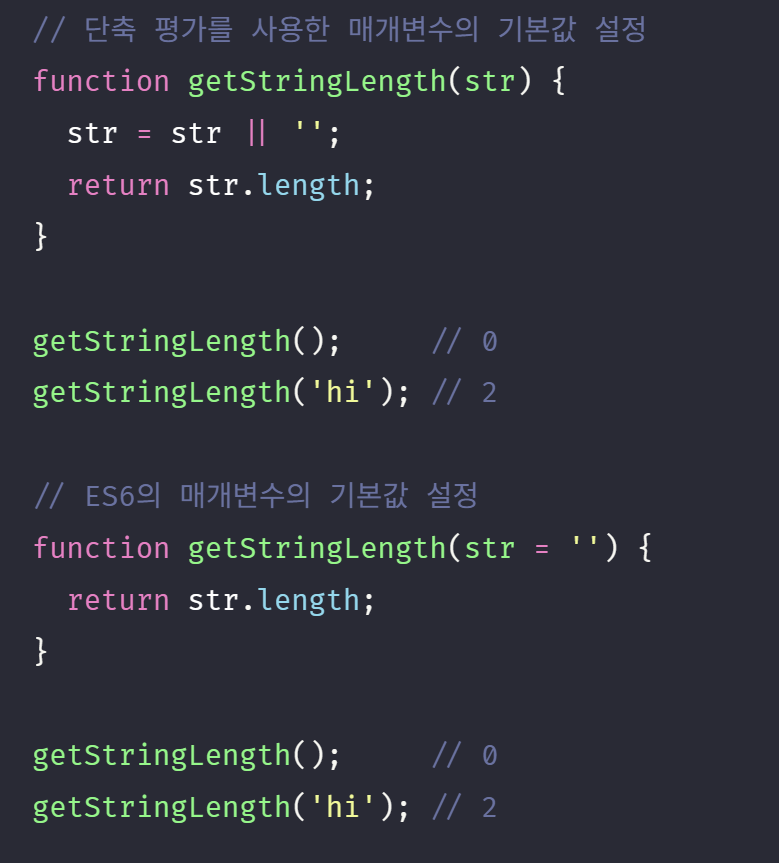 // 단축 평가를 사용한 매개변수의 기본값 설정
function getStringLength(str) {
  str = str || '';
  return str.length;
}

getStringLength();     // 0
getStringLength('hi'); // 2

// ES6의 매개변수의 기본값 설정
function getStringLength(str = '') {
  return str.length;
}

getStringLength();     // 0
getStringLength('hi'); // 2